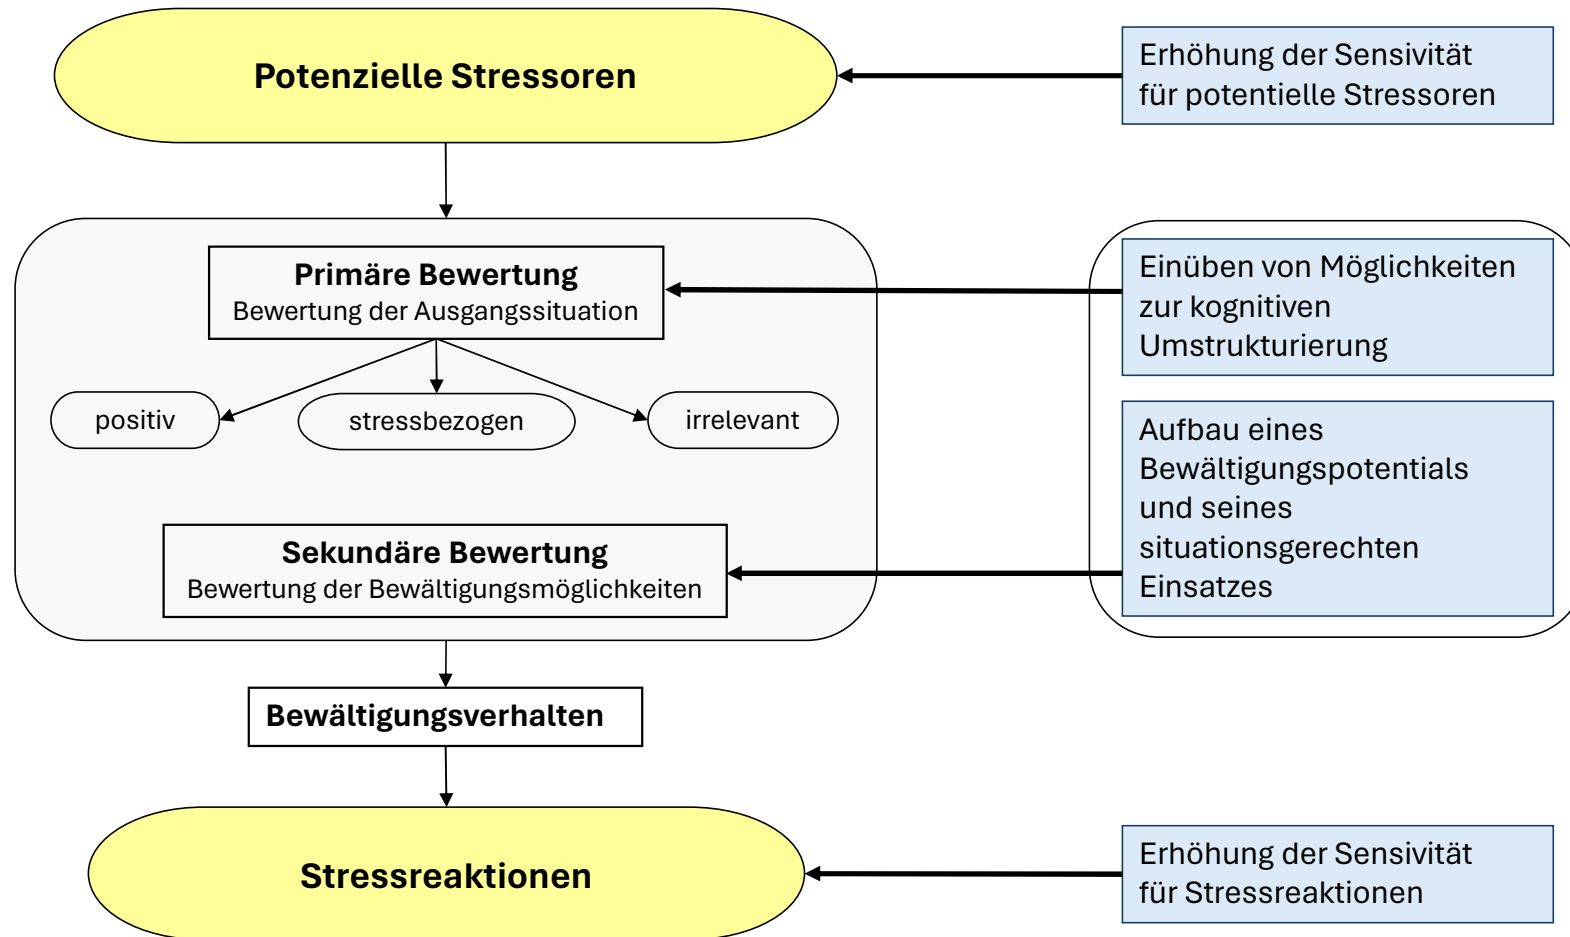 Potenzielle Stressoren
Erhöhung der Sensivität
für potentielle Stressoren
Primäre Bewertung
Bewertung der Ausgangssituation
Einüben von Möglichkeiten
zur kognitiven
Umstrukturierung
positiv
stressbezogen
irrelevant
Aufbau eines
Bewältigungspotentials
und seines
situationsgerechten
Einsatzes
Sekundäre Bewertung
Bewertung der Bewältigungsmöglichkeiten
Bewältigungsverhalten
Stressreaktionen
Erhöhung der Sensivität
für Stressreaktionen